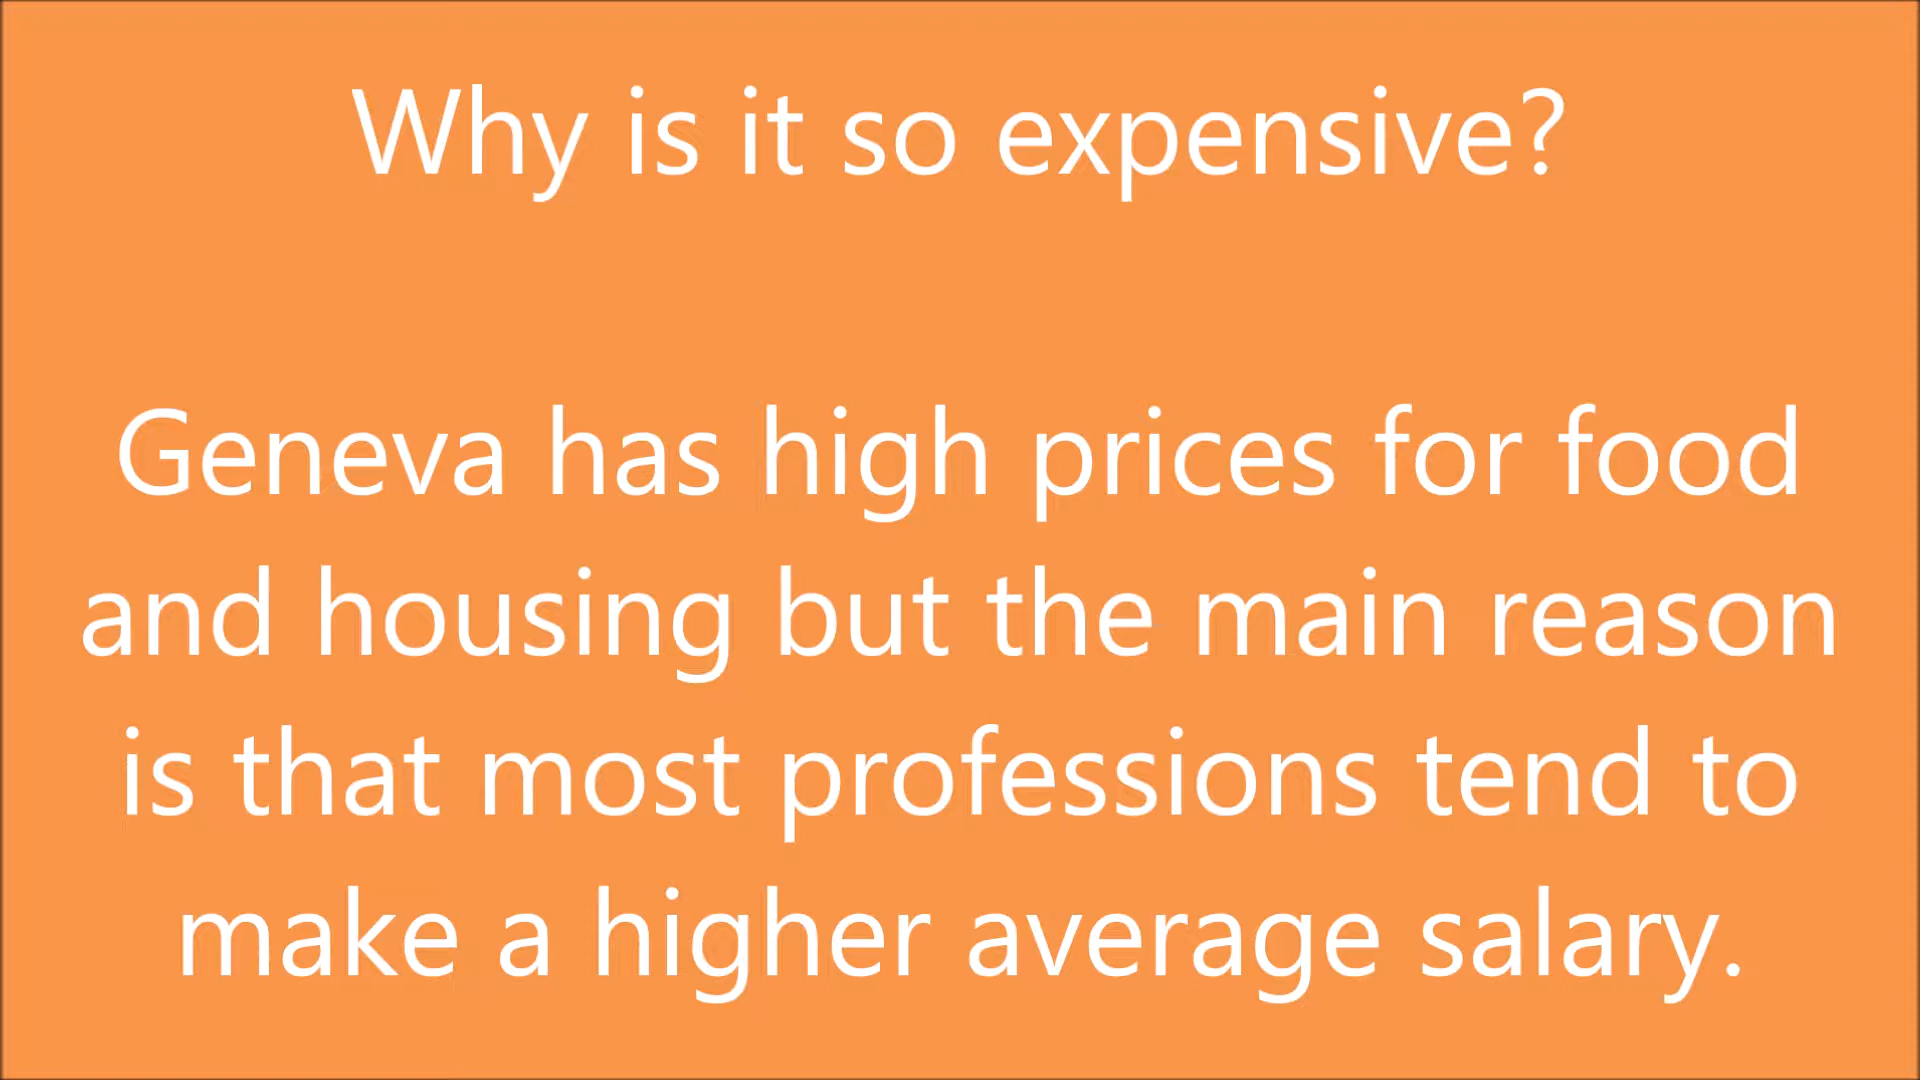 Why is it so expensive?
Geneva has high prices for food
and housing but the main reason
is that most professions tend to
make a higher average salary.